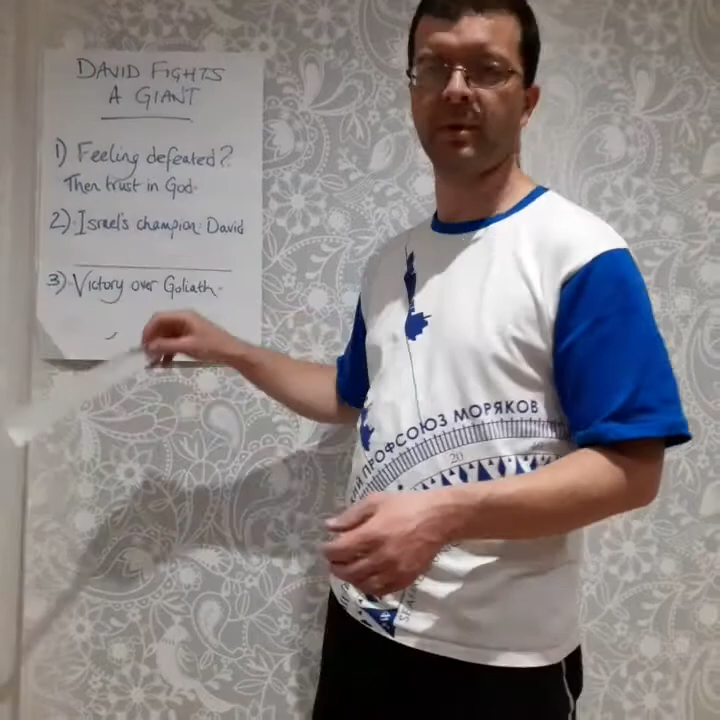 DAVID FIGHTS
A GIANT
1) Feeling defeated?
Then trust in God.
2) Israel's champion: David
3) Victory over Goliath.
ПРОФСОЮЗ МОРЯКОВ
20